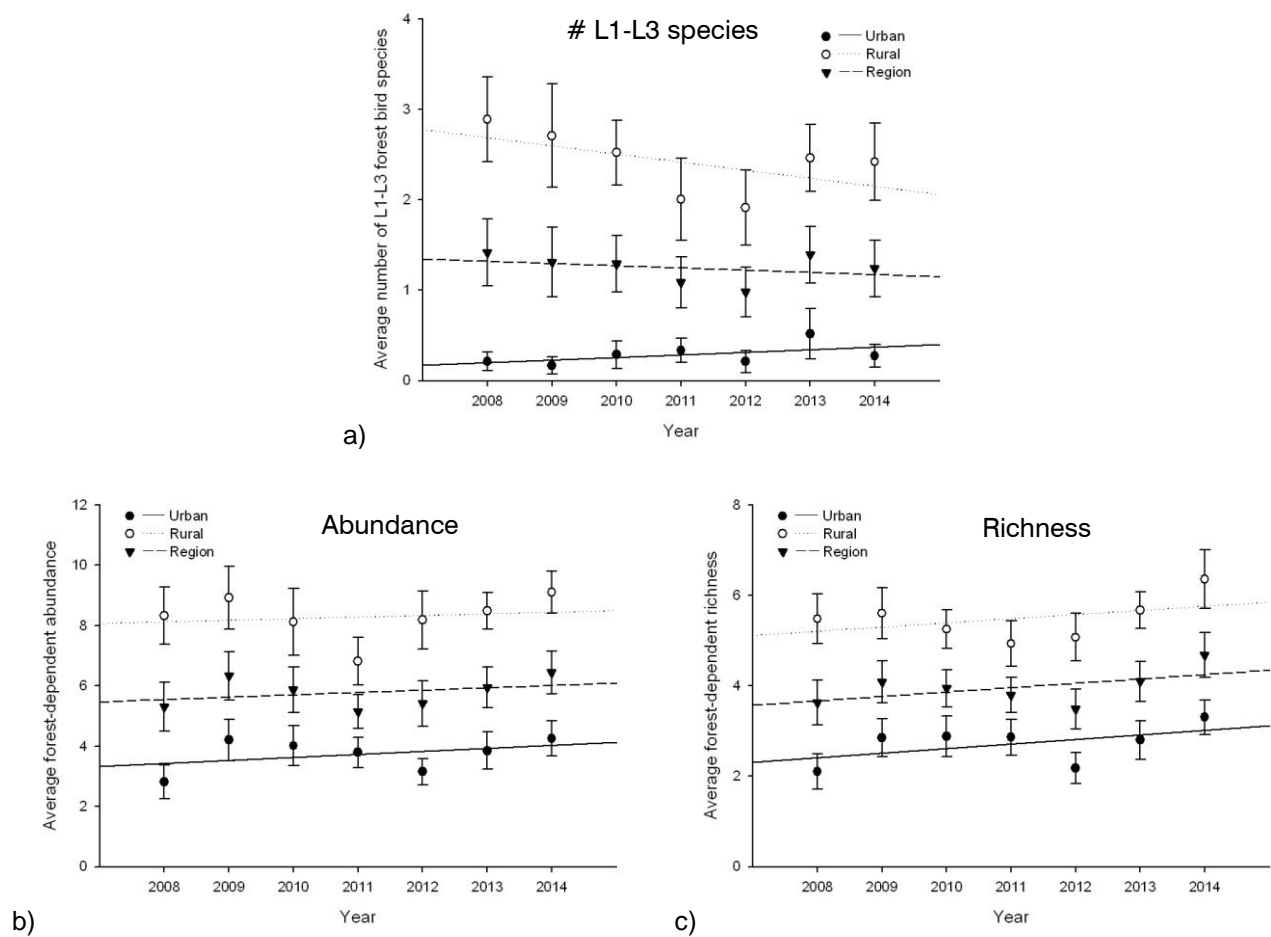 # L1-L3 species
Urban
Rural
Region
Average number of L1-L3 forest bird species
4
3
2
1
0
2008 2009 2010 2011 2012 2013 2014
Year
a)
Abundance
Urban
Rural
Region
Average forest-dependent abundance
12
10
8
6
4
2
0
2008 2009 2010 2011 2012 2013 2014
Year
b)
Richness
Urban
Rural
Region
Average forest-dependent richness
8
6
4
2
0
2008 2009 2010 2011 2012 2013 2014
Year
c)